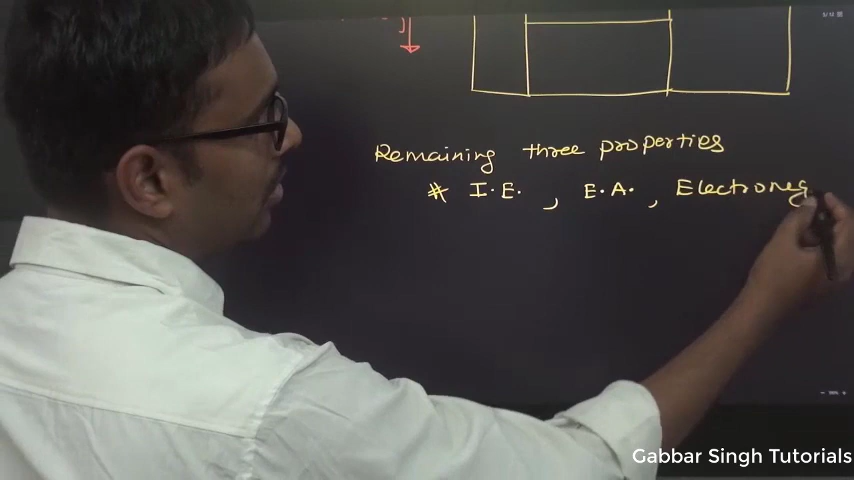 Remaining three properties
* I.E. , E.A. , Electroneg
Gabbar Singh Tutorials